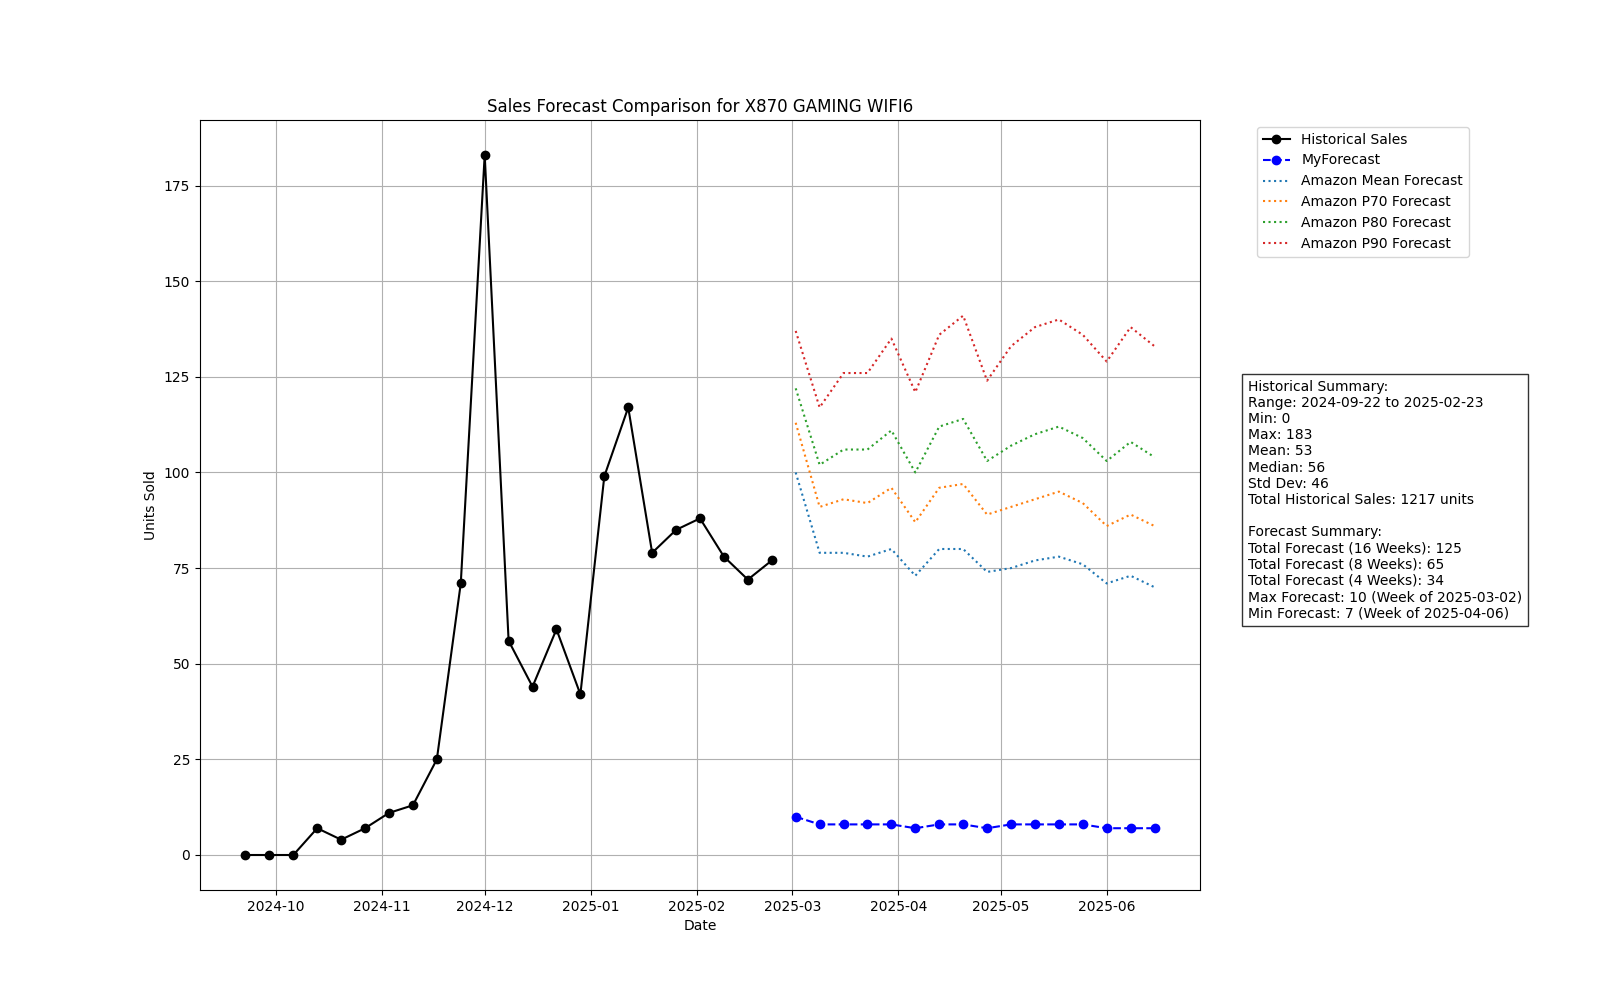 Sales Forecast Comparison for X870 GAMING WIFI6
Historical Sales
MyForecast
Amazon Mean Forecast
Amazon P70 Forecast
Amazon P80 Forecast
Amazon P90 Forecast
175
150
125
100
75
50
25
0
Units Sold
2024-10
2024-11
2024-12
2025-01
2025-02
2025-03
2025-04
2025-05
2025-06
Date
Historical Summary:
Range: 2024-09-22 to 2025-02-23
Min: 0
Max: 183
Mean: 53
Median: 56
Std Dev: 46
Total Historical Sales: 1217 units
Forecast Summary:
Total Forecast (16 Weeks): 125
Total Forecast (8 Weeks): 65
Total Forecast (4 Weeks): 34
Max Forecast: 10 (Week of 2025-03-02)
Min Forecast: 7 (Week of 2025-04-06)